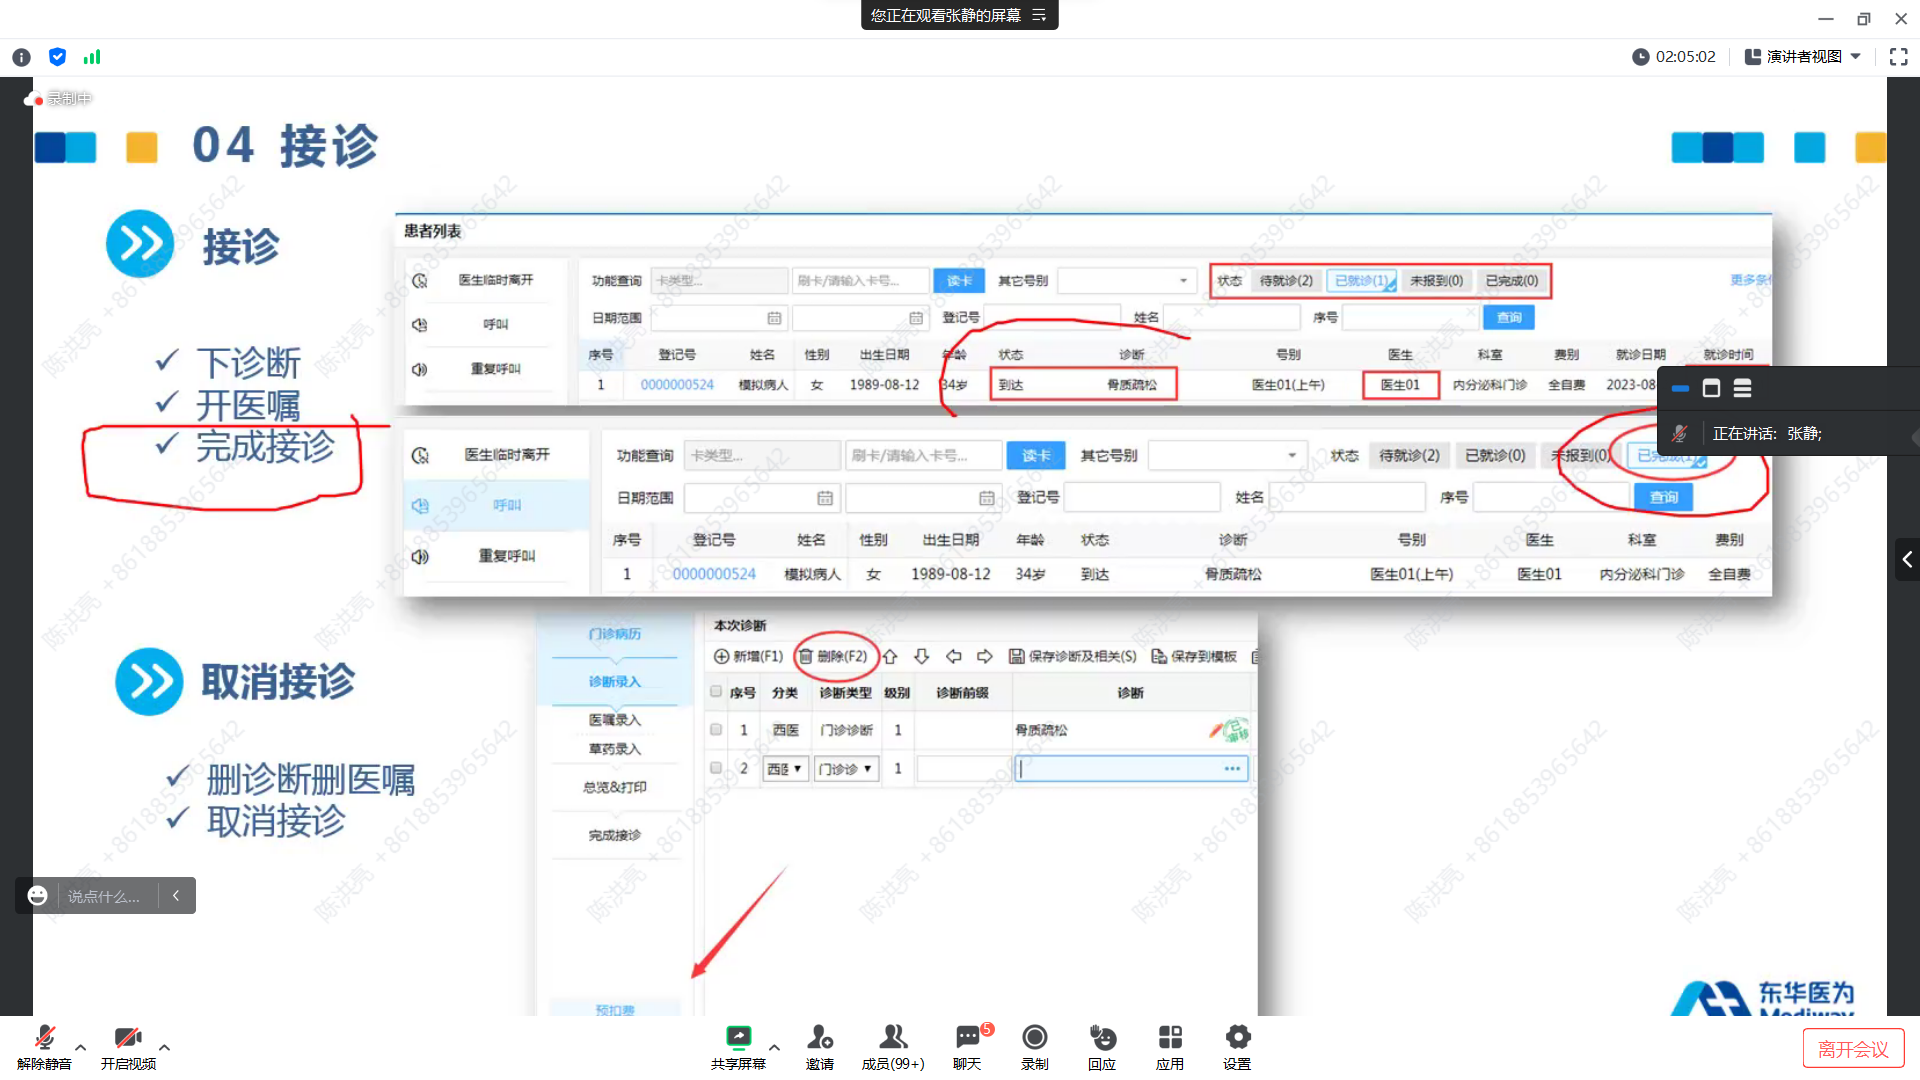 您正在观看张静的屏幕
02:05:02 演讲者视图
录制中
04 接诊
接诊
下诊断
开医嘱
完成接诊
患者列表
医生临时离开 功能查询 卡类型... 刷卡/请输入卡号... 读卡 其它号别 状态 待就诊(2) 已就诊(1) 未报到(0) 已完成(0) 更多条
呼叫 日期范围 登记号 姓名 序号 查询
重复呼叫
序号 登记号 姓名 性别 出生日期 年龄 状态 诊断 号别 医生 科室 费别 就诊日期 就诊时间
1 0000000524 模拟病人 女 1989-08-12 34岁 到达 骨质疏松 医生01(上午) 医生01 内分泌科门诊 全自费 2023-08
正在讲话: 张静;
医生临时离开 功能查询 卡类型... 刷卡/请输入卡号... 读卡 其它号别 状态 待就诊(2) 已就诊(0) 未报到(0) 已完成(1)
呼叫 日期范围 登记号 姓名 序号 查询
重复呼叫
序号 登记号 姓名 性别 出生日期 年龄 状态 诊断 号别 医生 科室 费别
1 0000000524 模拟病人 女 1989-08-12 34岁 到达 骨质疏松 医生01(上午) 医生01 内分泌科门诊 全自费
取消接诊
删诊断删医嘱
取消接诊
门诊病历
诊断录入
医嘱录入
草药录入
总览&打印
完成接诊
预扣费
本次诊断
新增(F1) 删除(F2) 保存诊断及相关(S) 保存到模板
序号 分类 诊断类型 级别 诊断前缀 诊断
1 西医 门诊诊断 1 骨质疏松 已审核
2 西医 门诊诊 1
说点什么...
东华医为
Mediway
陈洪亮 +8618853965642
解除静音 开启视频 共享屏幕 邀请 成员(99+) 聊天 5 录制 回应 应用 设置 离开会议